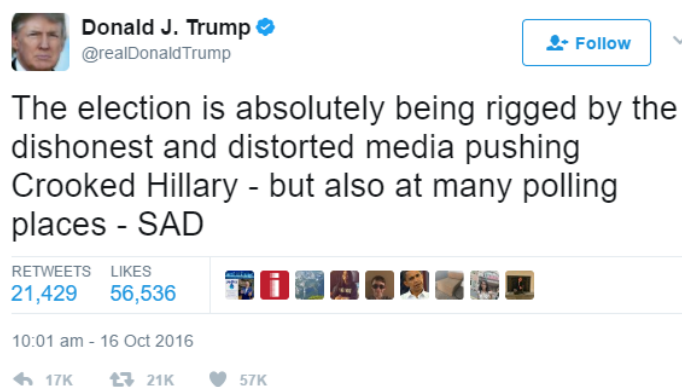 Donald J. Trump
@realDonaldTrump
Follow
The election is absolutely being rigged by the
dishonest and distorted media pushing
Crooked Hillary - but also at many polling
places - SAD
RETWEETS LIKES
21,429 56,536
10:01 am - 16 Oct 2016
17K 21K 57K